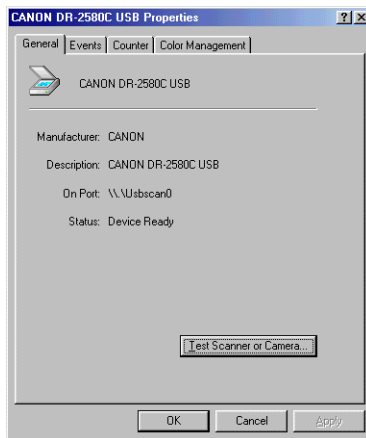 CANON DR-2580C USB Properties
General Events Counter Color Management
CANON DR-2580C USB
Manufacturer: CANON
Description: CANON DR-2580C USB
On Port: \\.\Usbscan0
Status: Device Ready
Test Scanner or Camera...
OK Cancel Apply